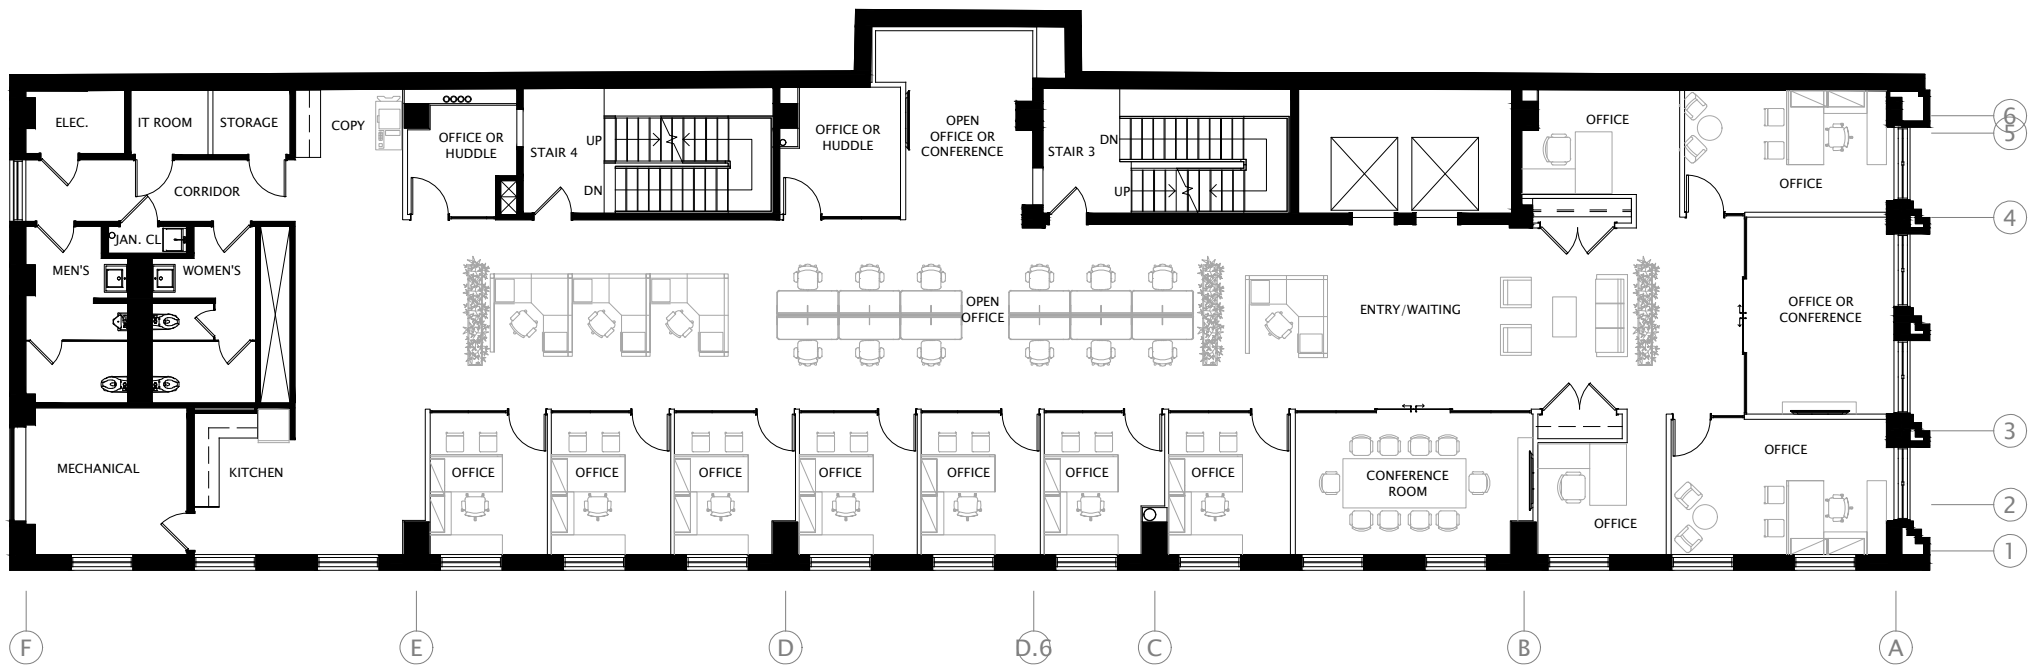 ELEC.
IT ROOM
STORAGE
COPY
OFFICE OR
HUDDLE
STAIR 4
UP
DN
OFFICE OR
HUDDLE
OPEN
OFFICE OR
CONFERENCE
STAIR 3
DN
UP
OFFICE
OFFICE
6
5
4
CORRIDOR
JAN. CL
MEN'S
WOMEN'S
OPEN
OFFICE
ENTRY/WAITING
OFFICE OR
CONFERENCE
3
MECHANICAL
KITCHEN
OFFICE
OFFICE
OFFICE
OFFICE
OFFICE
OFFICE
OFFICE
CONFERENCE
ROOM
OFFICE
OFFICE
2
1
F
E
D
D.6
C
B
A